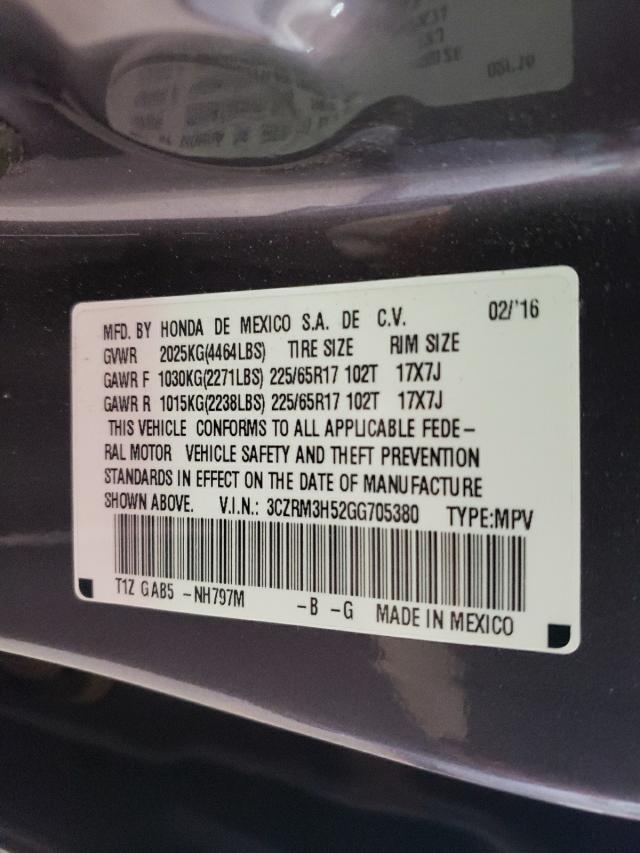 MFD. BY HONDA DE MEXICO S.A. DE C.V. 02/'16
GVWR 2025KG(4464LBS) TIRE SIZE RIM SIZE
GAWR F 1030KG(2271LBS) 225/65R17 102T 17X7J
GAWR R 1015KG(2238LBS) 225/65R17 102T 17X7J
THIS VEHICLE CONFORMS TO ALL APPLICABLE FEDE-
RAL MOTOR VEHICLE SAFETY AND THEFT PREVENTION
STANDARDS IN EFFECT ON THE DATE OF MANUFACTURE
SHOWN ABOVE. V.I.N.: 3CZRM3H52GG705380 TYPE:MPV
T1Z GAB5 -NH797M -B -G MADE IN MEXICO